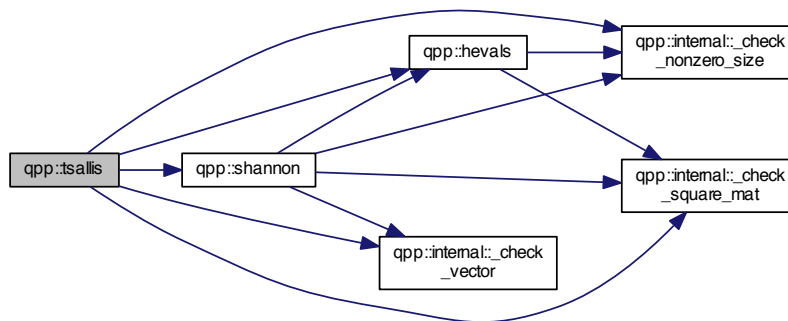 qpp::tsallis
qpp::shannon
qpp::hevals
qpp::internal::_check
_vector
qpp::internal::_check
_nonzero_size
qpp::internal::_check
_square_mat